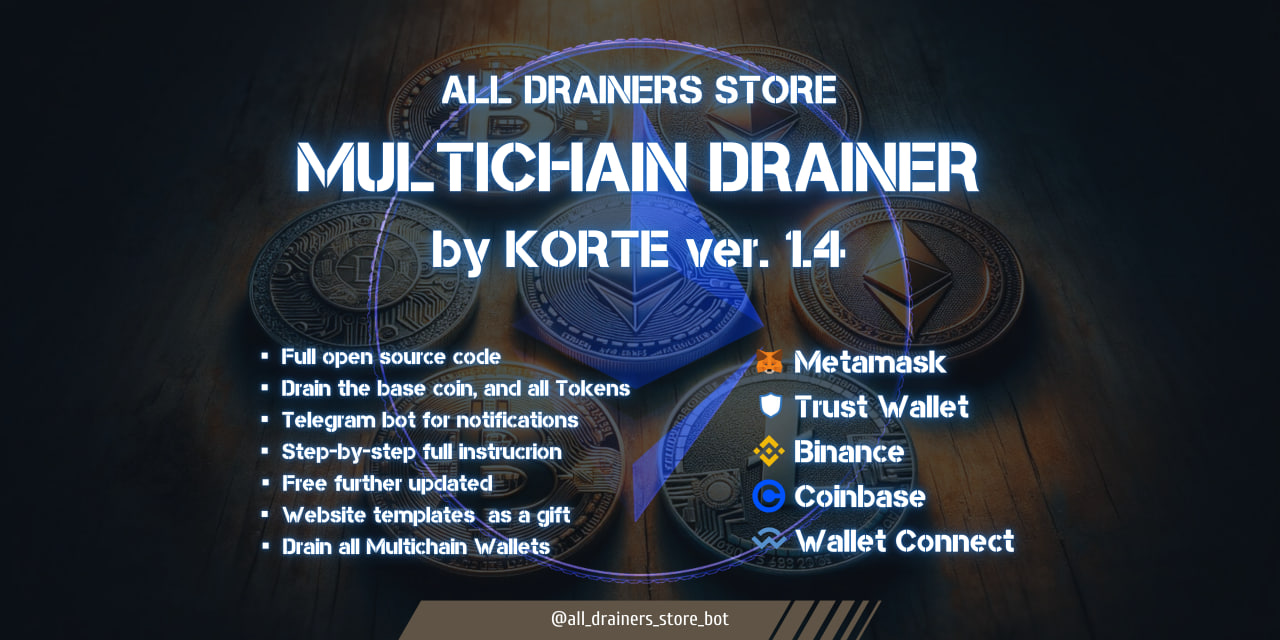 ALL DRAINERS STORE
MULTICHAIN DRAINER
by KORTE ver. 1.4
▪ Full open source code
▪ Drain the base coin, and all Tokens
▪ Telegram bot for notifications
▪ Step-by-step full instrucrion
▪ Free further updated
▪ Website templates as a gift
▪ Drain all Multichain Wallets
Metamask
Trust Wallet
Binance
Coinbase
Wallet Connect
@all_drainers_store_bot